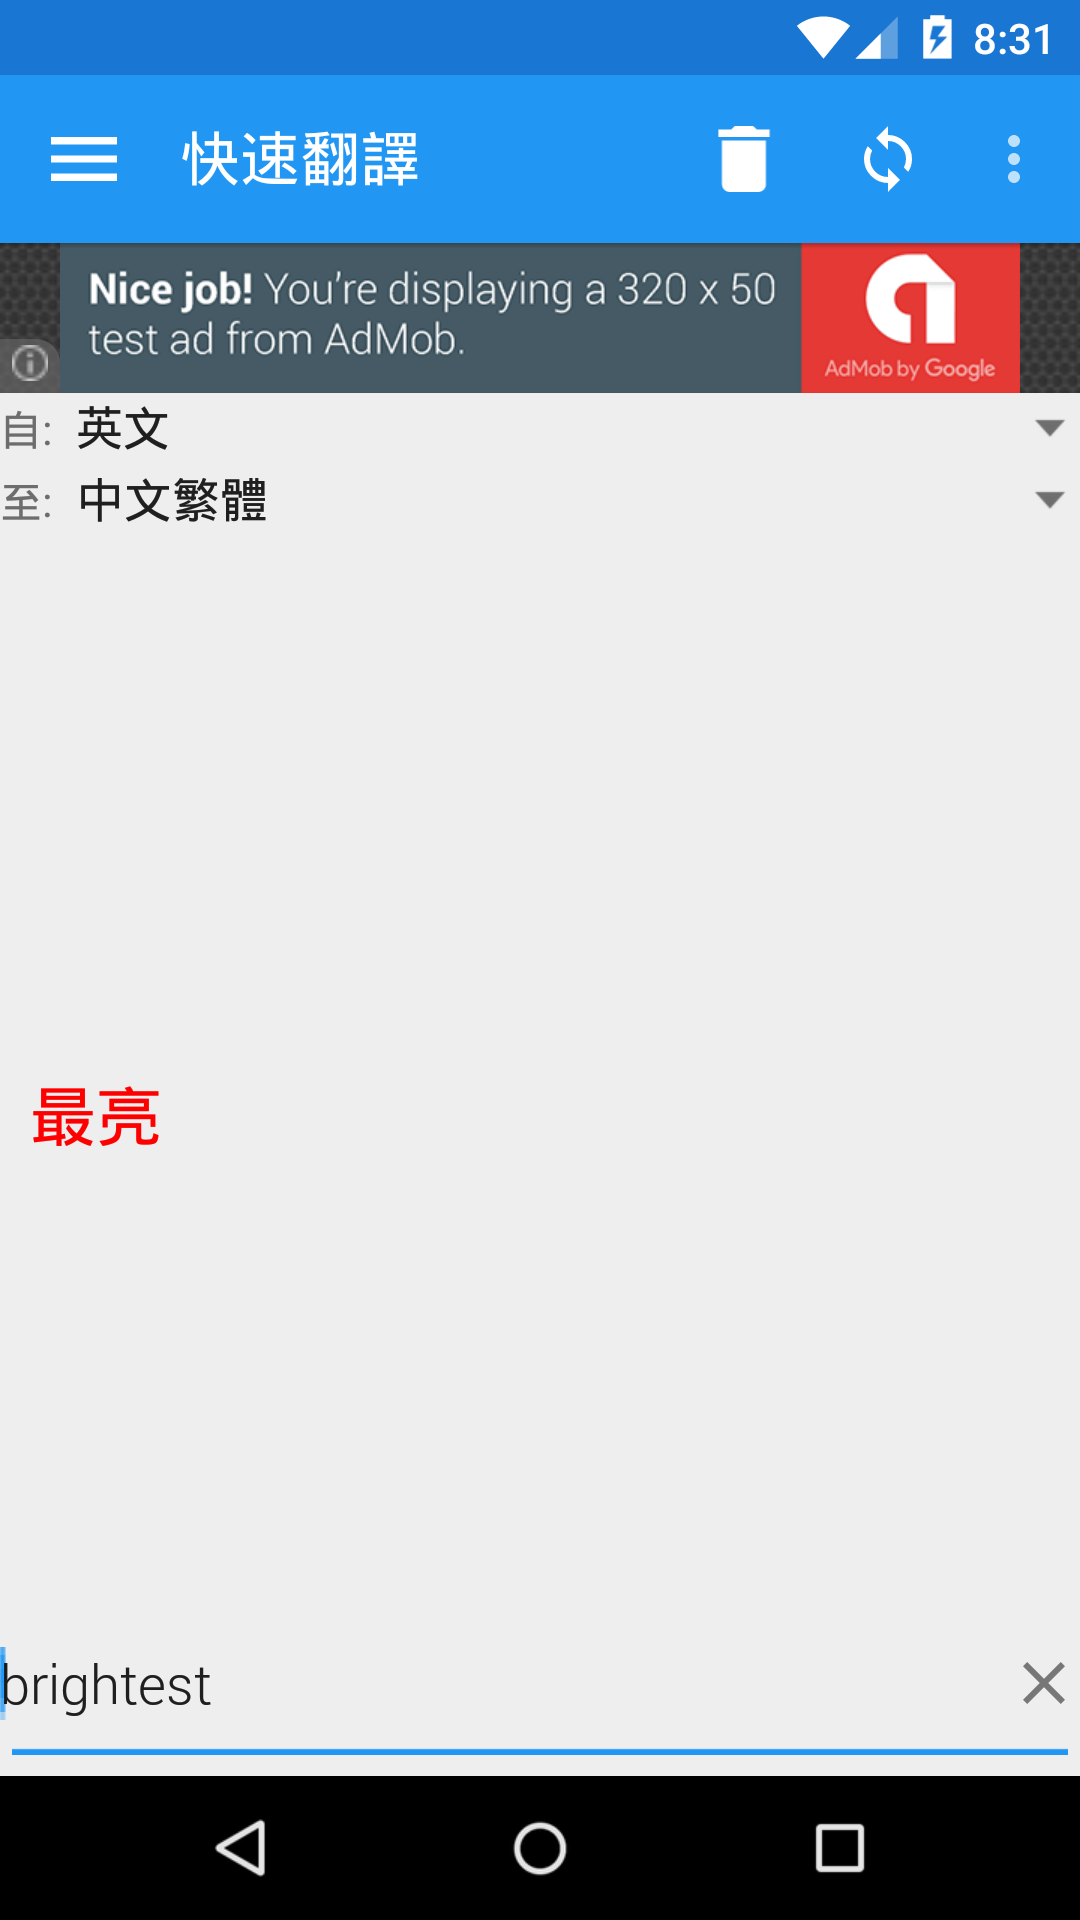 8:31
快速翻譯
Nice job! You're displaying a 320 x 50
test ad from AdMob.
AdMob by Google
自: 英文
至: 中文繁體
最亮
brightest